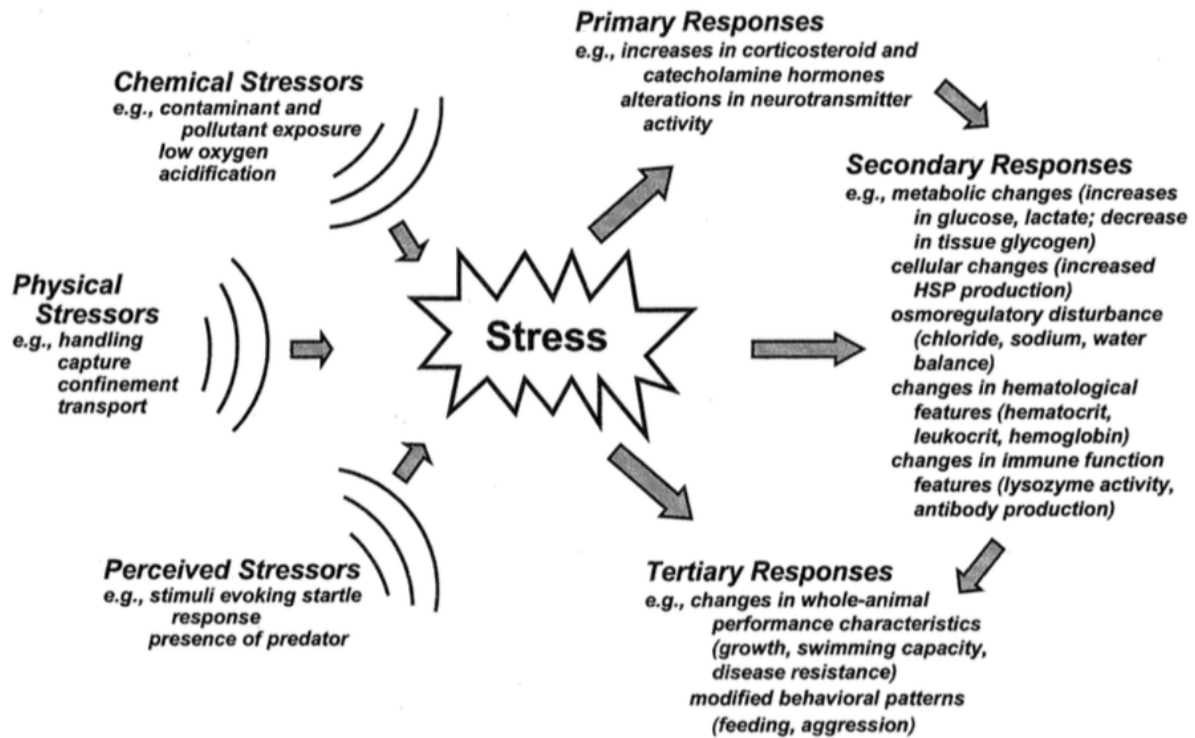 Chemical Stressors
e.g., contaminant and
pollutant exposure
low oxygen
acidification
Physical
Stressors
e.g., handling
capture
confinement
transport
Perceived Stressors
e.g., stimuli evoking startle
response
presence of predator
Stress
Primary Responses
e.g., increases in corticosteroid and
catecholamine hormones
alterations in neurotransmitter
activity
Secondary Responses
e.g., metabolic changes (increases
in glucose, lactate; decrease
in tissue glycogen)
cellular changes (increased
HSP production)
osmoregulatory disturbance
(chloride, sodium, water
balance)
changes in hematological
features (hematocrit,
leukocrit, hemoglobin)
changes in immune function
features (lysozyme activity,
antibody production)
Tertiary Responses
e.g., changes in whole-animal
performance characteristics
(growth, swimming capacity,
disease resistance)
modified behavioral patterns
(feeding, aggression)